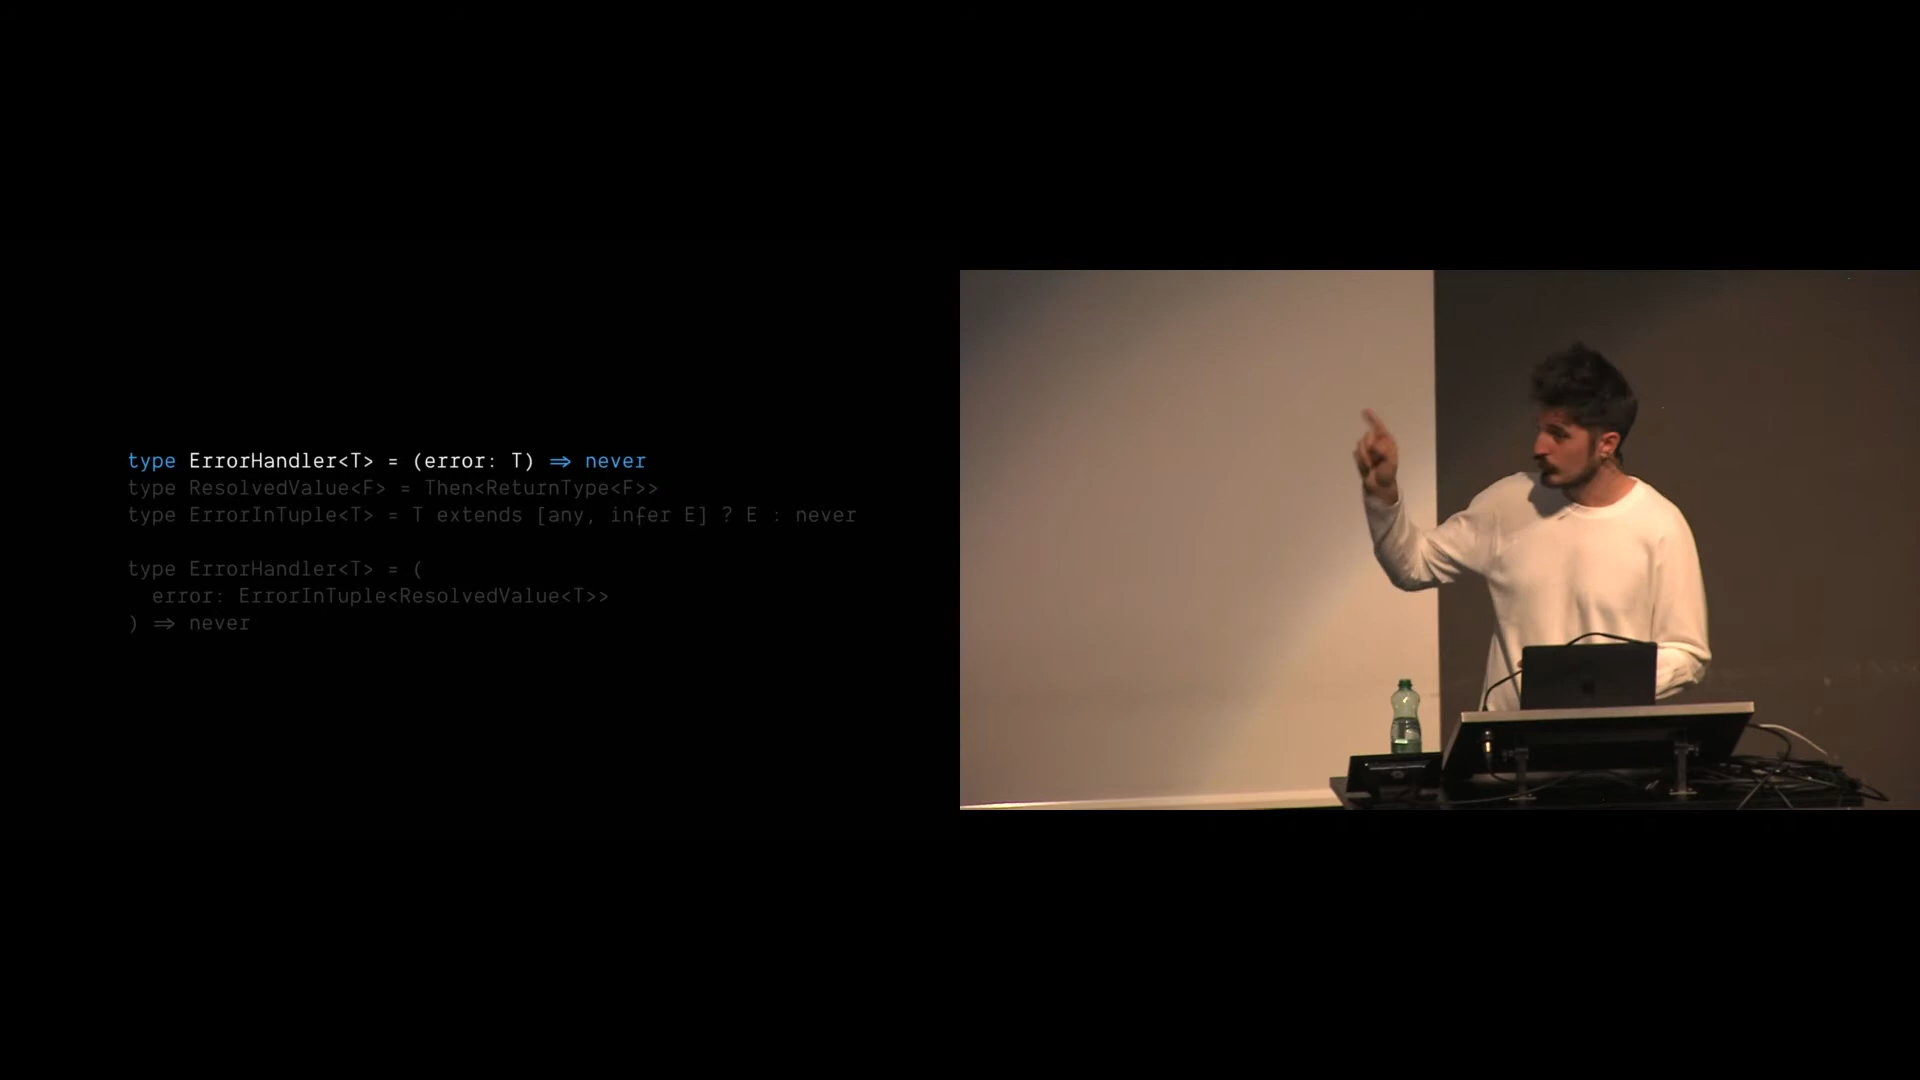 type ErrorHandler<T> = (error: T) => never
type ResolvedValue<F> = Then<ReturnType<F>>
type ErrorInTuple<T> = T extends [any, infer E] ? E : never
type ErrorHandler<T> = (
error: ErrorInTuple<ResolvedValue<T>>
) => never